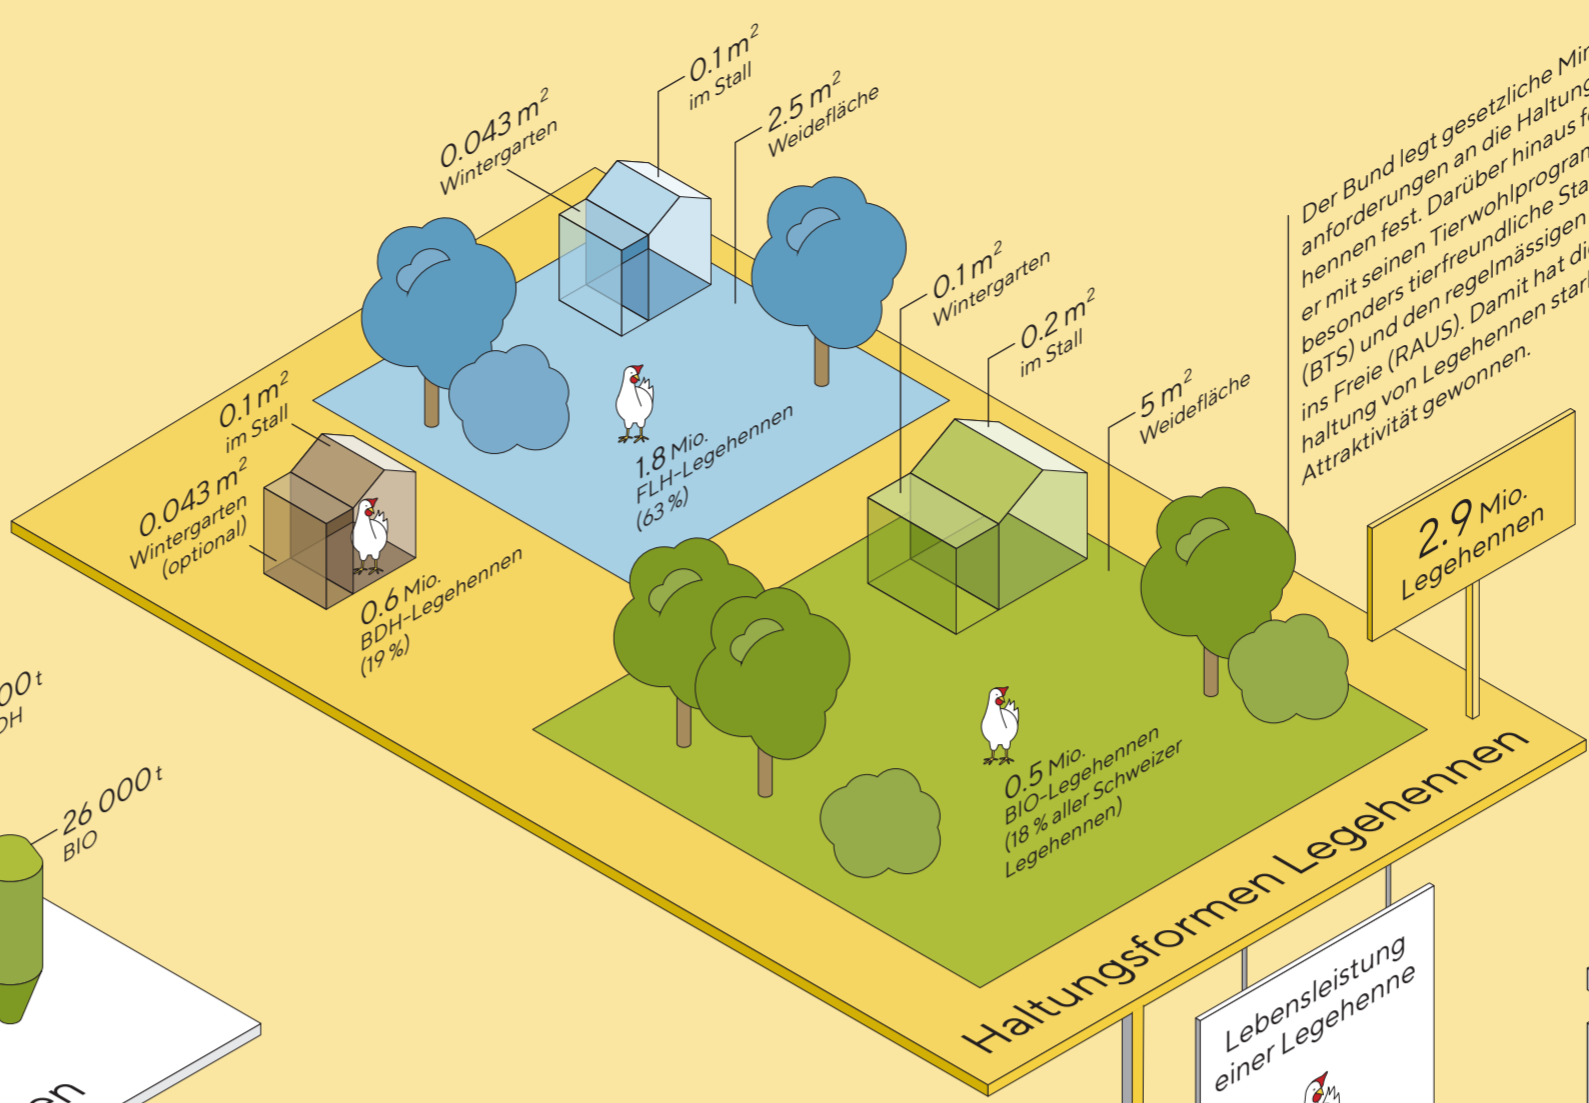 0.1 m²
im Stall
0.043 m²
Wintergarten
2.5 m²
Weidefläche
0.1 m²
Wintergarten
0.2 m²
im Stall
5 m²
Weidefläche
0.1 m²
im Stall
0.043 m²
Wintergarten
(optional)
1.8 Mio.
FLH-Legehennen
(63 %)
0.6 Mio.
BDH-Legehennen
(19 %)
0.5 Mio.
BIO-Legehennen
(18 % aller Schweizer
Legehennen)
Der Bund legt gesetzliche
anforderungen an die Haltung
hennen fest. Darüber hinaus
er mit seinen
besonders tierfreundliche
(BTS) und den regelmässigen
ins Freie (RAUS). Damit hat
haltung von Legehennen
Attraktivität gewonnen.
2.9 Mio.
Legehennen
26 000 t
BIO
Haltungsformen Legehennen
Lebensleistung
einer Legehenne